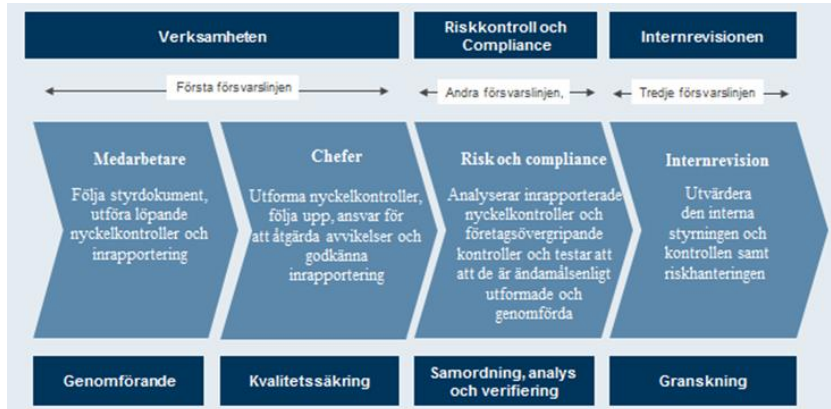 Verksamheten
Riskkontroll och
Compliance
Internrevisionen
Första försvarslinjen
Andra försvarslinjen,
Tredje försvarslinjen
Medarbetare
Följa styrdokument,
utföra löpande
nyckelkontroller och
inrapportering
Chefer
Utforma nyckelkontroller,
följa upp, ansvar för
att åtgärda avvikelser och
godkänna
inrapportering
Risk och compliance
Analyserar inrapporterade
nyckelkontroller och
företagsövergripande
kontroller och testar att
att de är ändamålsenligt
utformade och
genomförda
Internrevision
Utvärdera
den interna
styrningen och
kontrollen samt
riskhanteringen
Genomförande
Kvalitetssäkring
Samordning, analys
och verifiering
Granskning